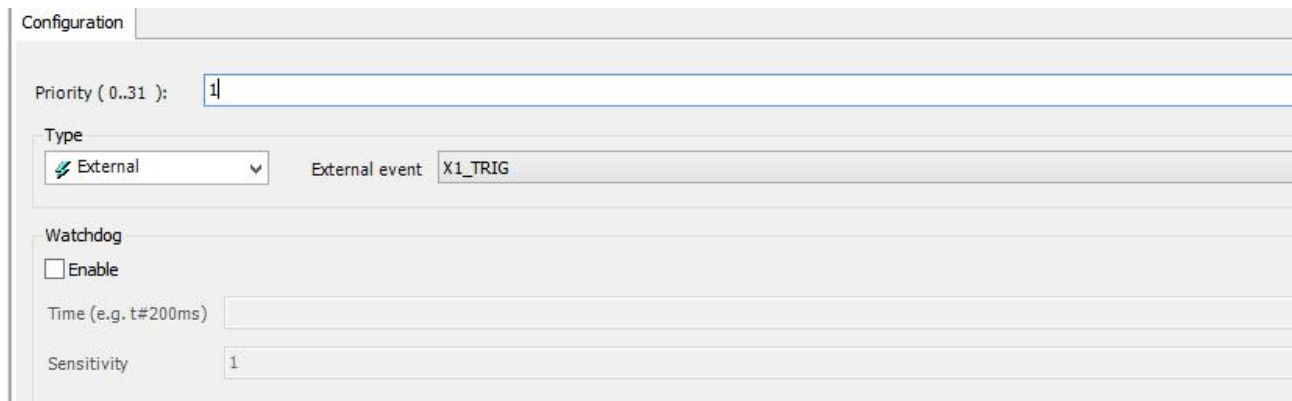 Configuration
Priority ( 0..31 ): 1
Type
External External event X1_TRIG
Watchdog
Enable
Time (e.g. t#200ms)
Sensitivity 1